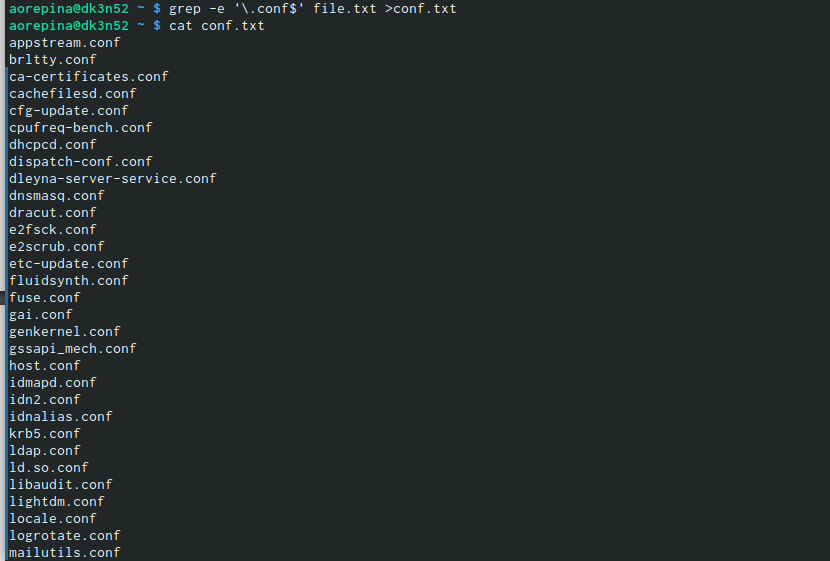 aorepina@dk3n52 ~ $ grep -e '\.conf$' file.txt >conf.txt
aorepina@dk3n52 ~ $ cat conf.txt
appstream.conf
brltty.conf
ca-certificates.conf
cachefilesd.conf
cfg-update.conf
cpufreq-bench.conf
dhcpcd.conf
dispatch-conf.conf
dleyna-server-service.conf
dnsmasq.conf
dracut.conf
e2fsck.conf
e2scrub.conf
etc-update.conf
fluidsynth.conf
fuse.conf
gai.conf
genkernel.conf
gssapi_mech.conf
host.conf
idmapd.conf
idn2.conf
idnalias.conf
krb5.conf
ldap.conf
ld.so.conf
libaudit.conf
lightdm.conf
locale.conf
logrotate.conf
mailutils.conf